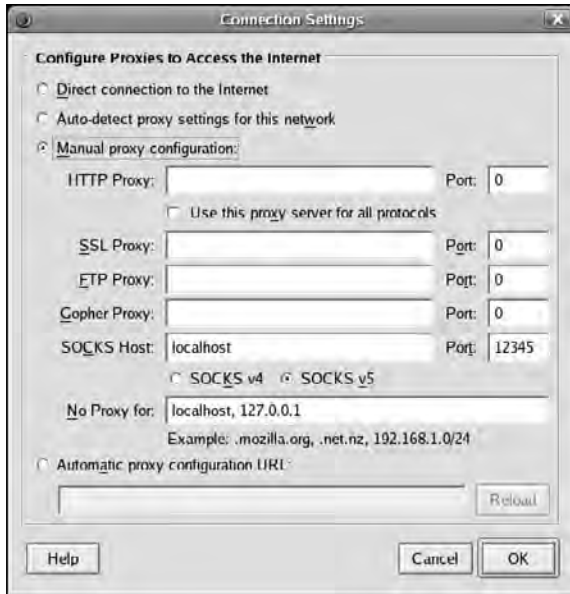 Connection Settings
Configure Proxies to Access the Internet
Direct connection to the Internet
Auto-detect proxy settings for this network
Manual proxy configuration:
HTTP Proxy: Port: 0
Use this proxy server for all protocols
SSL Proxy: Port: 0
FTP Proxy: Port: 0
Gopher Proxy: Port: 0
SOCKS Host: localhost Port: 12345
SOCKS v4 SOCKS v5
No Proxy for: localhost, 127.0.0.1
Example: .mozilla.org, .net.nz, 192.168.1.0/24
Automatic proxy configuration URL:
Reload
Help Cancel OK